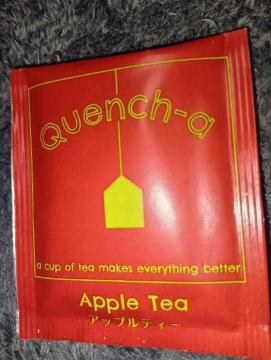 Quench-a
a cup of tea makes everything better
Apple Tea
アップルティー